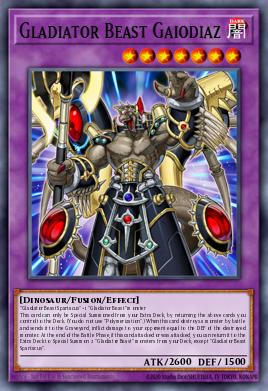 GLADIATOR BEAST GAIODIAZ
DARK
闇
[DINOSAUR/FUSION/EFFECT]
"Gladiator Beast Spartacus" + 1 "Gladiator Beast" monster
This card can only be Special Summoned from your Extra Deck, by returning the above cards you
control to the Deck. (You do not use "Polymerization".) When this card destroys a monster by battle
and sends it to the Graveyard, inflict damage to your opponent equal to the DEF of the destroyed
monster. At the end of the Battle Phase, if this card attacked or was attacked, you can return it to the
Extra Deck to Special Summon 2 "Gladiator Beast" monsters from your Deck, except "Gladiator Beast
Spartacus".
ATK/2600 DEF/1500